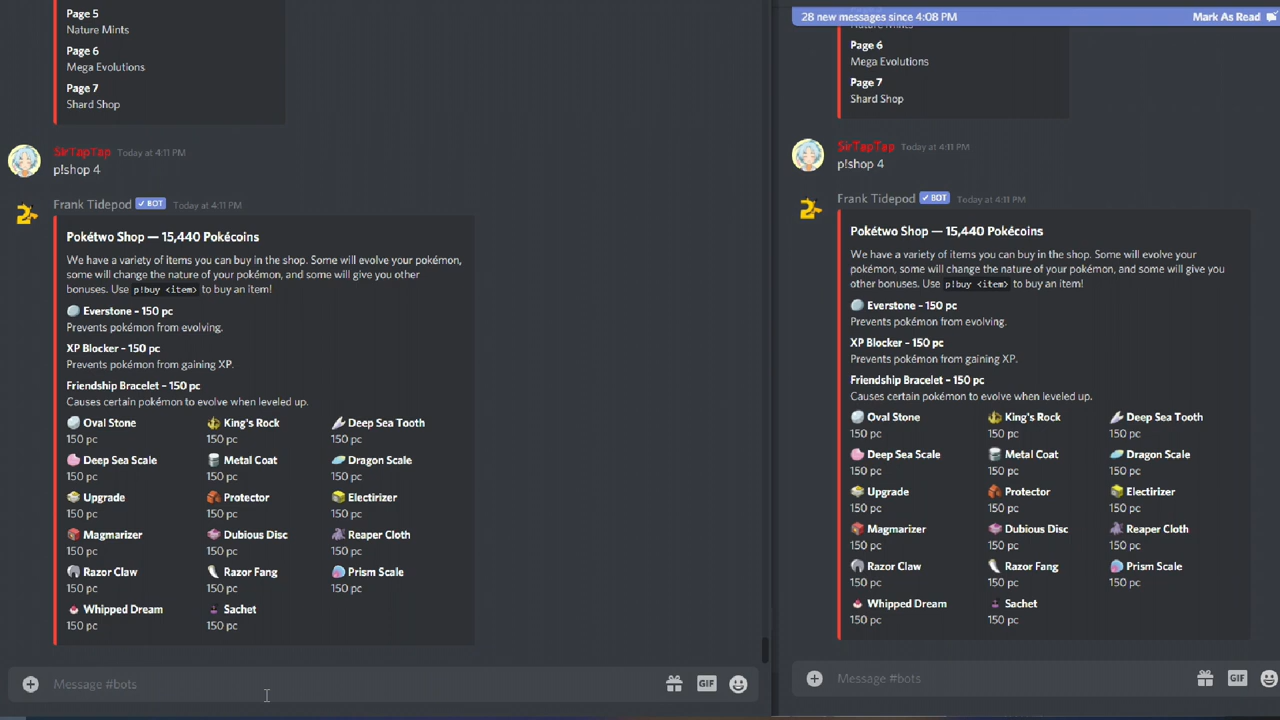 Page 5
Nature Mints
Page 6
Mega Evolutions
Page 7
Shard Shop
SirTapTap Today at 4:11 PM
p!shop 4
Frank Tidepod ✓ BOT Today at 4:11 PM
Pokétwo Shop — 15,440 Pokécoins
We have a variety of items you can buy in the shop. Some will evolve your pokémon,
some will change the nature of your pokémon, and some will give you other
bonuses. Use p!buy <item> to buy an item!
Everstone – 150 pc
Prevents pokémon from evolving.
XP Blocker – 150 pc
Prevents pokémon from gaining XP.
Friendship Bracelet – 150 pc
Causes certain pokémon to evolve when leveled up.
Oval Stone King's Rock Deep Sea Tooth
150 pc 150 pc 150 pc
Deep Sea Scale Metal Coat Dragon Scale
150 pc 150 pc 150 pc
Upgrade Protector Electirizer
150 pc 150 pc 150 pc
Magmarizer Dubious Disc Reaper Cloth
150 pc 150 pc 150 pc
Razor Claw Razor Fang Prism Scale
150 pc 150 pc 150 pc
Whipped Dream Sachet
150 pc 150 pc
Message #bots
GIF
28 new messages since 4:08 PM Mark As Read
Nature Mints
Page 6
Mega Evolutions
Page 7
Shard Shop
SirTapTap Today at 4:11 PM
p!shop 4
Frank Tidepod ✓ BOT Today at 4:11 PM
Pokétwo Shop — 15,440 Pokécoins
We have a variety of items you can buy in the shop. Some will evolve your
pokémon, some will change the nature of your pokémon, and some will give you
other bonuses. Use p!buy <item> to buy an item!
Everstone – 150 pc
Prevents pokémon from evolving.
XP Blocker – 150 pc
Prevents pokémon from gaining XP.
Friendship Bracelet – 150 pc
Causes certain pokémon to evolve when leveled up.
Oval Stone King's Rock Deep Sea Tooth
150 pc 150 pc 150 pc
Deep Sea Scale Metal Coat Dragon Scale
150 pc 150 pc 150 pc
Upgrade Protector Electirizer
150 pc 150 pc 150 pc
Magmarizer Dubious Disc Reaper Cloth
150 pc 150 pc 150 pc
Razor Claw Razor Fang Prism Scale
150 pc 150 pc 150 pc
Whipped Dream Sachet
150 pc 150 pc
Message #bots
GIF